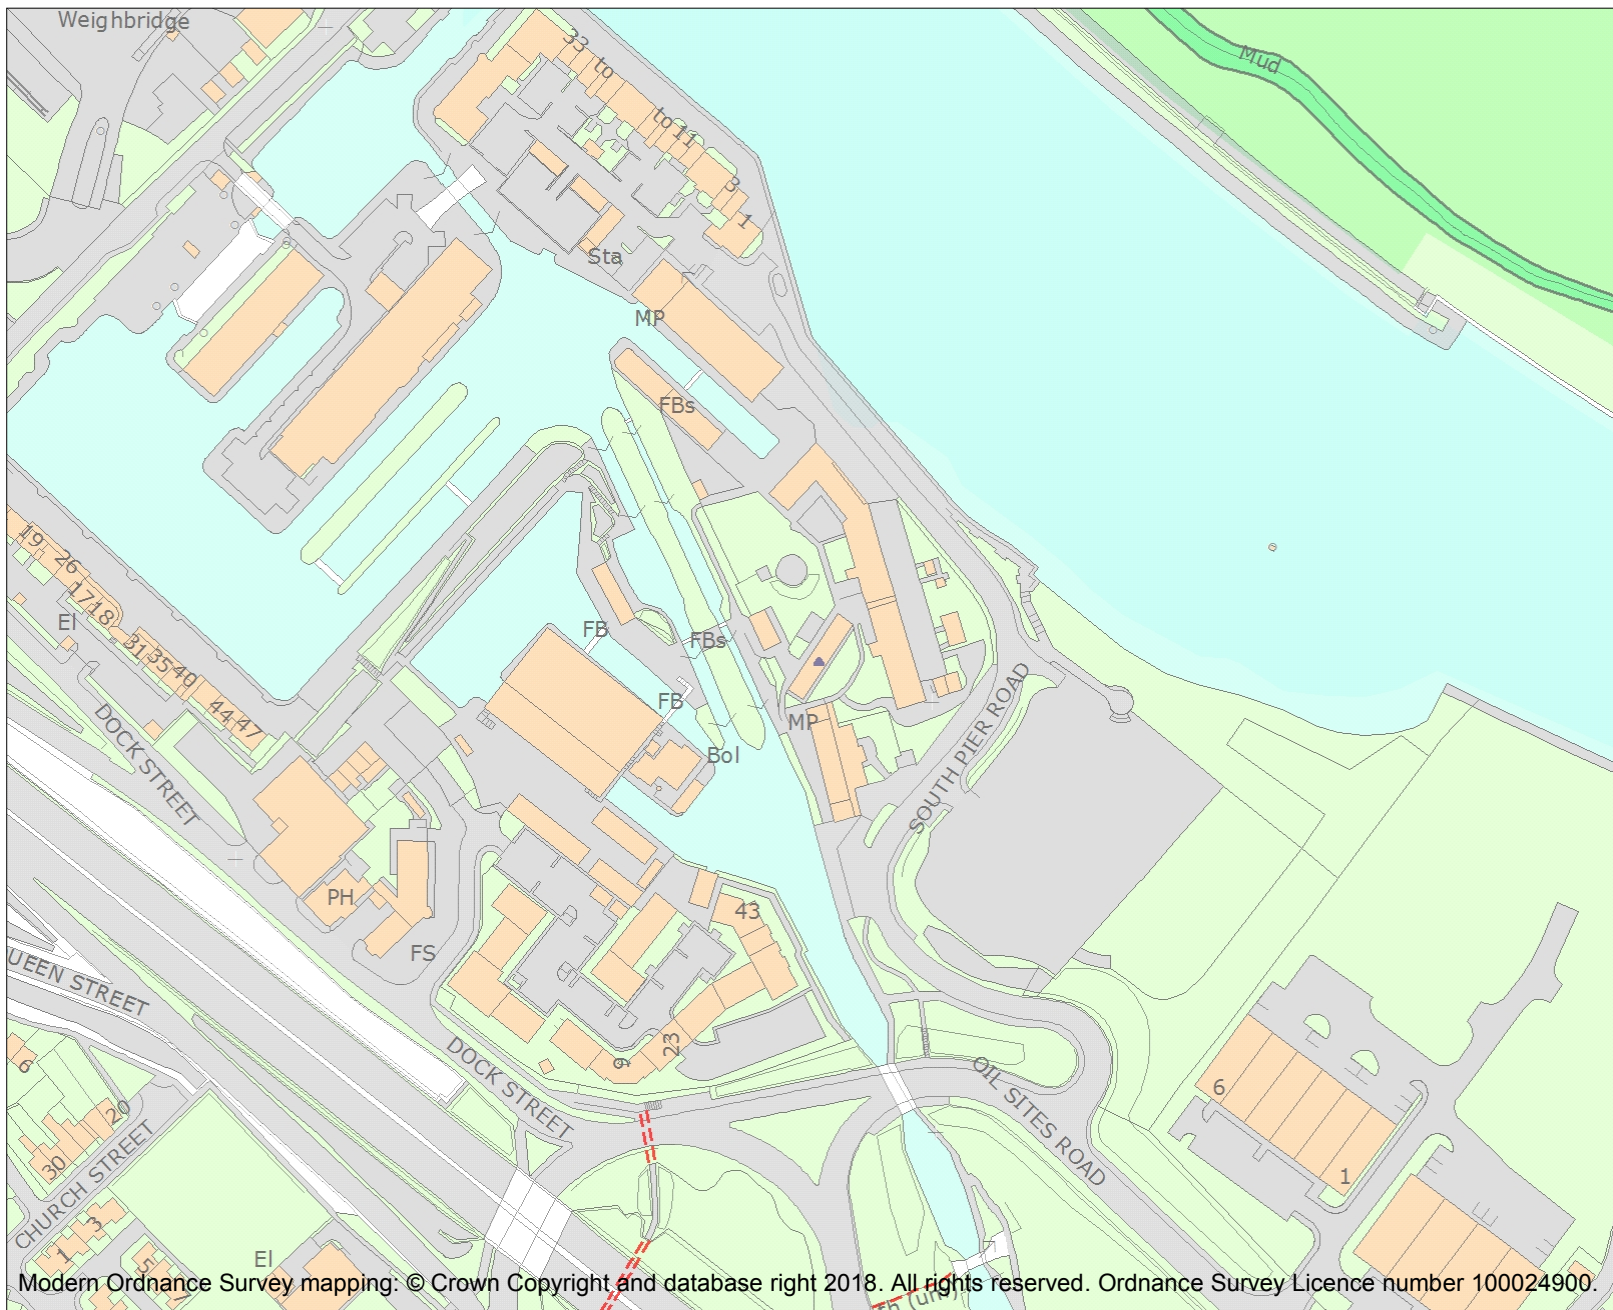 Weighbridge
33
to
to
11
3
1
Mud
Sta
MP
FBs
19
26
17
18
El
31
35
40
44
47
FB
FBs
FB
MP
Bol
SOUTH PIER ROAD
DOCK STREET
PH
FS
43
UEEN STREET
23
9
DOCK STREET
OIL SITES ROAD
6
6
20
30
CHURCH STREET
3
1
1
5
7
El
Modern Ordnance Survey mapping: © Crown Copyright and database right 2018. All rights reserved. Ordnance Survey Licence number 100024900.